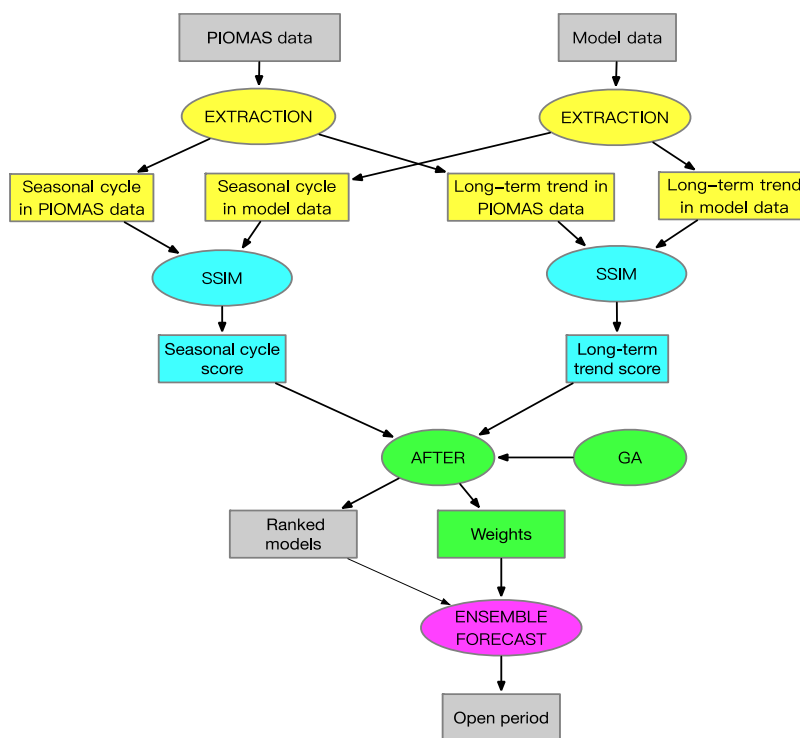 PIOMAS data
Model data
EXTRACTION
EXTRACTION
Seasonal cycle
in PIOMAS data
Seasonal cycle
in model data
Long–term trend in
PIOMAS data
Long–term trend
in model data
SSIM
SSIM
Seasonal cycle
score
Long-term
trend score
AFTER
GA
Ranked
models
Weights
ENSEMBLE
FORECAST
Open period